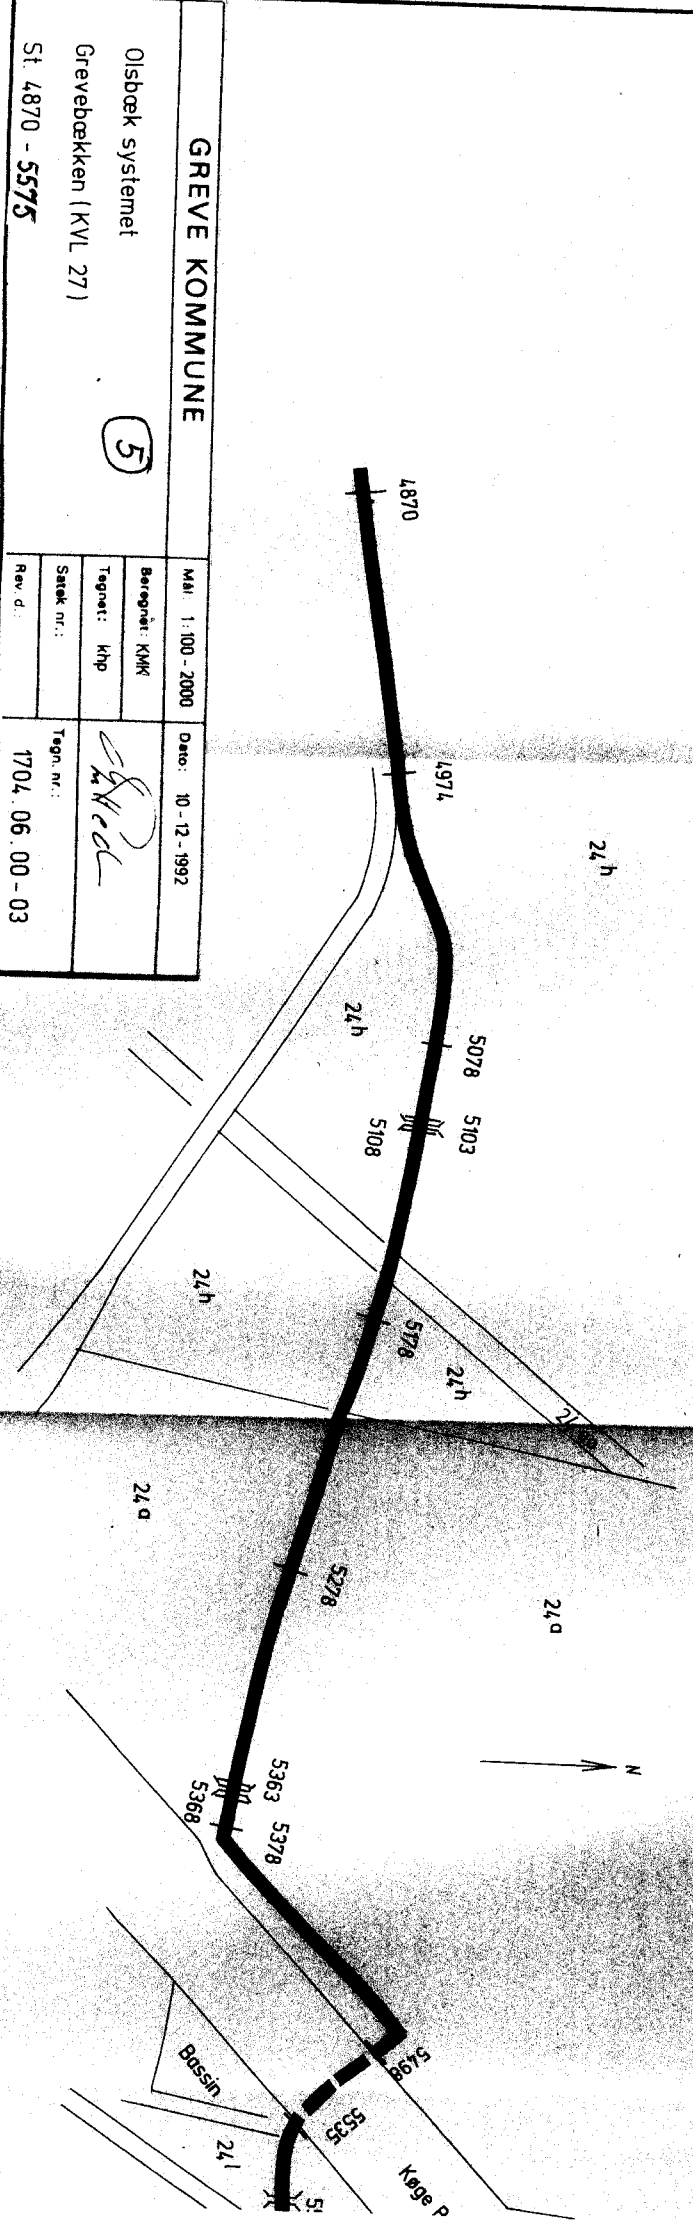 GREVE KOMMUNE
Olsbæk systemet
Grevebækken (KVL 27)
St. 4870 - 5575
5
Mål: 1:100 - 2000
Dato: 10 - 12 - 1992
Beregnet: KMK
Tegnet: khp
Satsk nr.:
Rev. d.:
Tegn. nr.:
1704.06.00 - 03
4870
4974
24h
24h
5078
5103
5108
24h
5178
24h
24a
5278
24a
N
5363
5368
5378
5498
5535
Bassin
24l
Køge